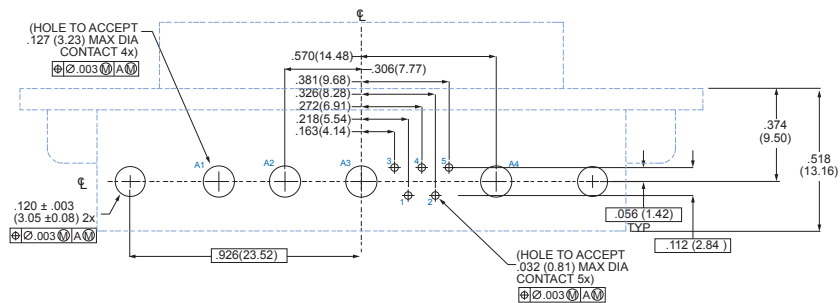 ℄
(HOLE TO ACCEPT
.127 (3.23) MAX DIA
CONTACT 4x)
⌖ Ø.003 Ⓜ A Ⓜ
.570(14.48)
.306(7.77)
.381(9.68)
.326(8.28)
.272(6.91)
.218(5.54)
.163(4.14)
.374
(9.50)
.518
(13.16)
A1
A2
A3
3
4
5
A4
℄
1
2
.120 ± .003
(3.05 ±0.08) 2x
⌖ Ø.003 Ⓜ A Ⓜ
.056 (1.42)
TYP
.112 (2.84 )
.926(23.52)
(HOLE TO ACCEPT
.032 (0.81) MAX DIA
CONTACT 5x)
⌖ Ø.003 Ⓜ A Ⓜ